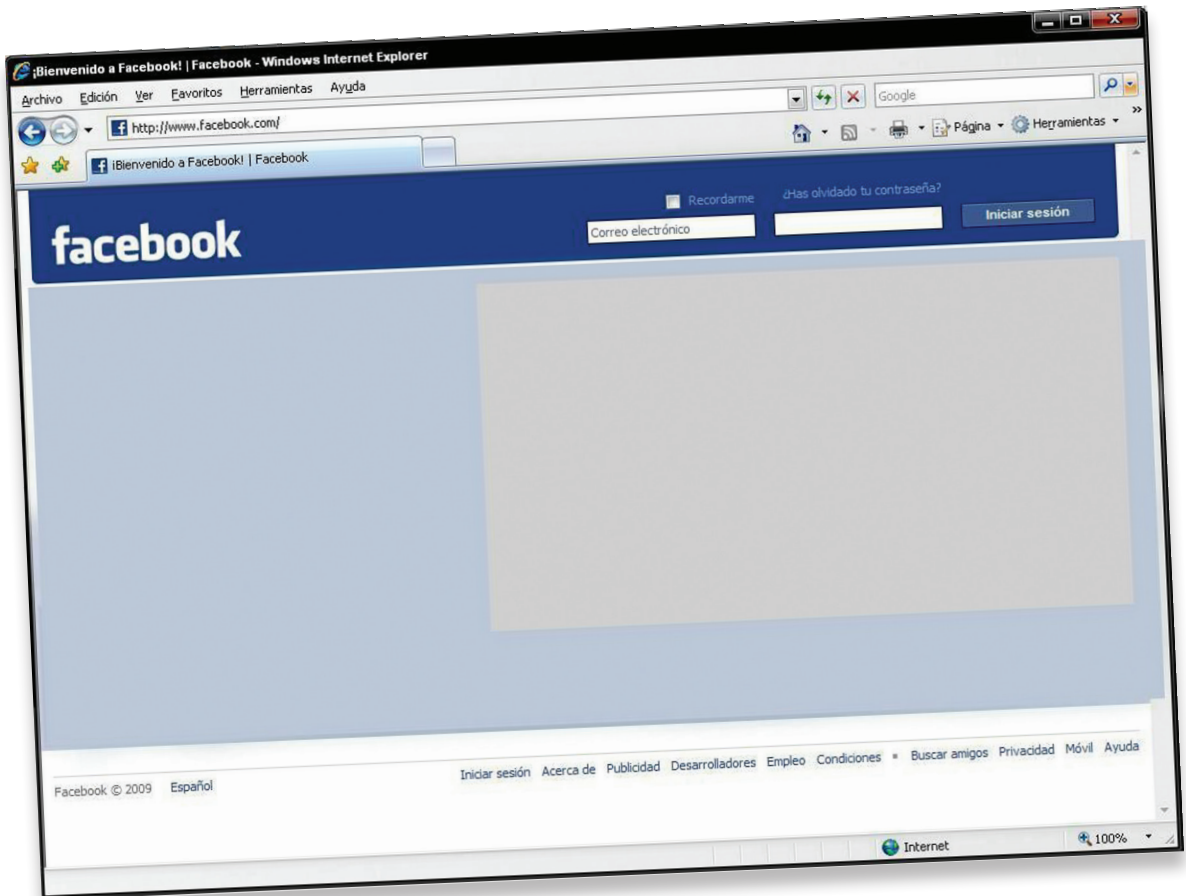 ¡Bienvenido a Facebook! | Facebook - Windows Internet Explorer
Archivo Edición Ver Favoritos Herramientas Ayuda
http://www.facebook.com/
Google
¡Bienvenido a Facebook! | Facebook
Página Herramientas
facebook
Recordarme ¿Has olvidado tu contraseña?
Correo electrónico
Iniciar sesión
Facebook © 2009 Español
Iniciar sesión Acerca de Publicidad Desarrolladores Empleo Condiciones ▪ Buscar amigos Privacidad Móvil Ayuda
Internet 100%